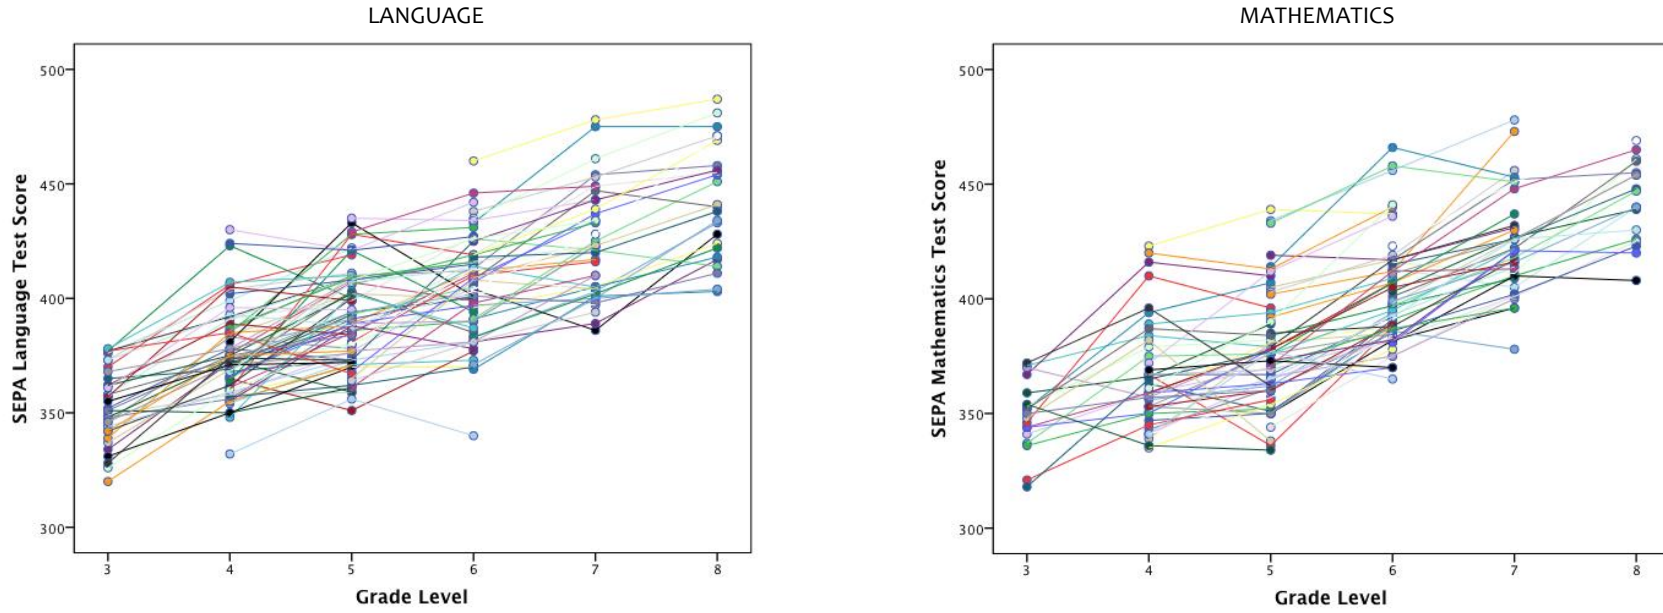 LANGUAGE
SEPA Language Test Score
500
450
400
350
300
3 4 5 6 7 8
Grade Level
MATHEMATICS
SEPA Mathematics Test Score
500
450
400
350
300
3 4 5 6 7 8
Grade Level